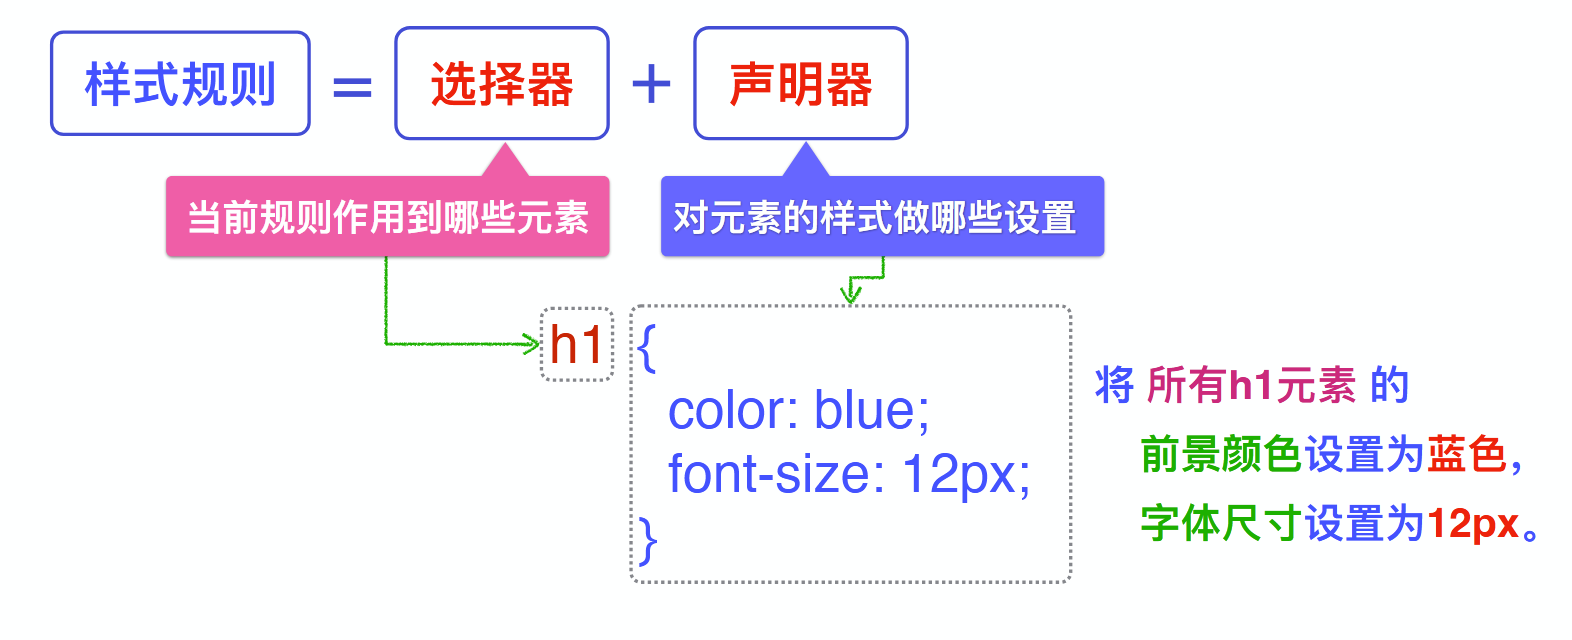 样式规则 = 选择器 + 声明器
当前规则作用到哪些元素
对元素的样式做哪些设置
h1
{
color: blue;
font-size: 12px;
}
将 所有h1元素 的
前景颜色设置为蓝色,
字体尺寸设置为12px。